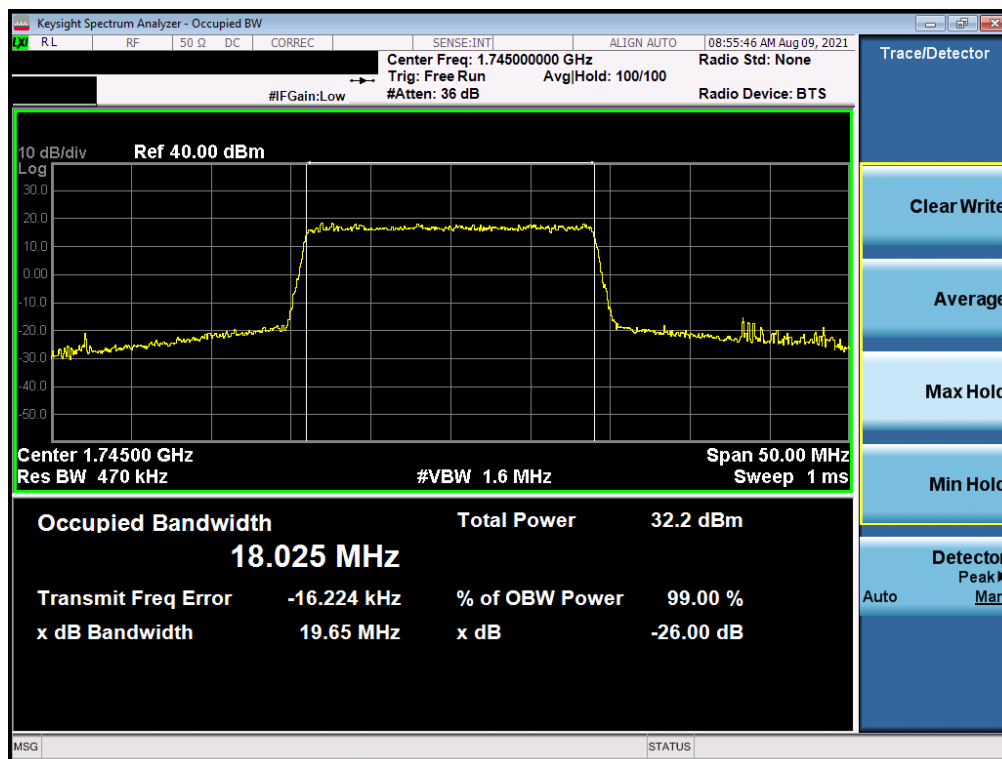 Keysight Spectrum Analyzer - Occupied BW
LXI RL RF 50 Ω DC CORREC SENSE:INT ALIGN AUTO 08:55:46 AM Aug 09, 2021
Center Freq: 1.745000000 GHz Radio Std: None
Trig: Free Run Avg|Hold: 100/100
#IFGain:Low #Atten: 36 dB Radio Device: BTS
Trace/Detector
10 dB/div Ref 40.00 dBm
Log
30.0
20.0
10.0
0.00
-10.0
-20.0
-30.0
-40.0
-50.0
Center 1.74500 GHz Span 50.00 MHz
Res BW 470 kHz #VBW 1.6 MHz Sweep 1 ms
Clear Write
Average
Max Hold
Min Hold
Detector
Peak
Auto Man
Occupied Bandwidth Total Power 32.2 dBm
18.025 MHz
Transmit Freq Error -16.224 kHz % of OBW Power 99.00 %
x dB Bandwidth 19.65 MHz x dB -26.00 dB
MSG STATUS